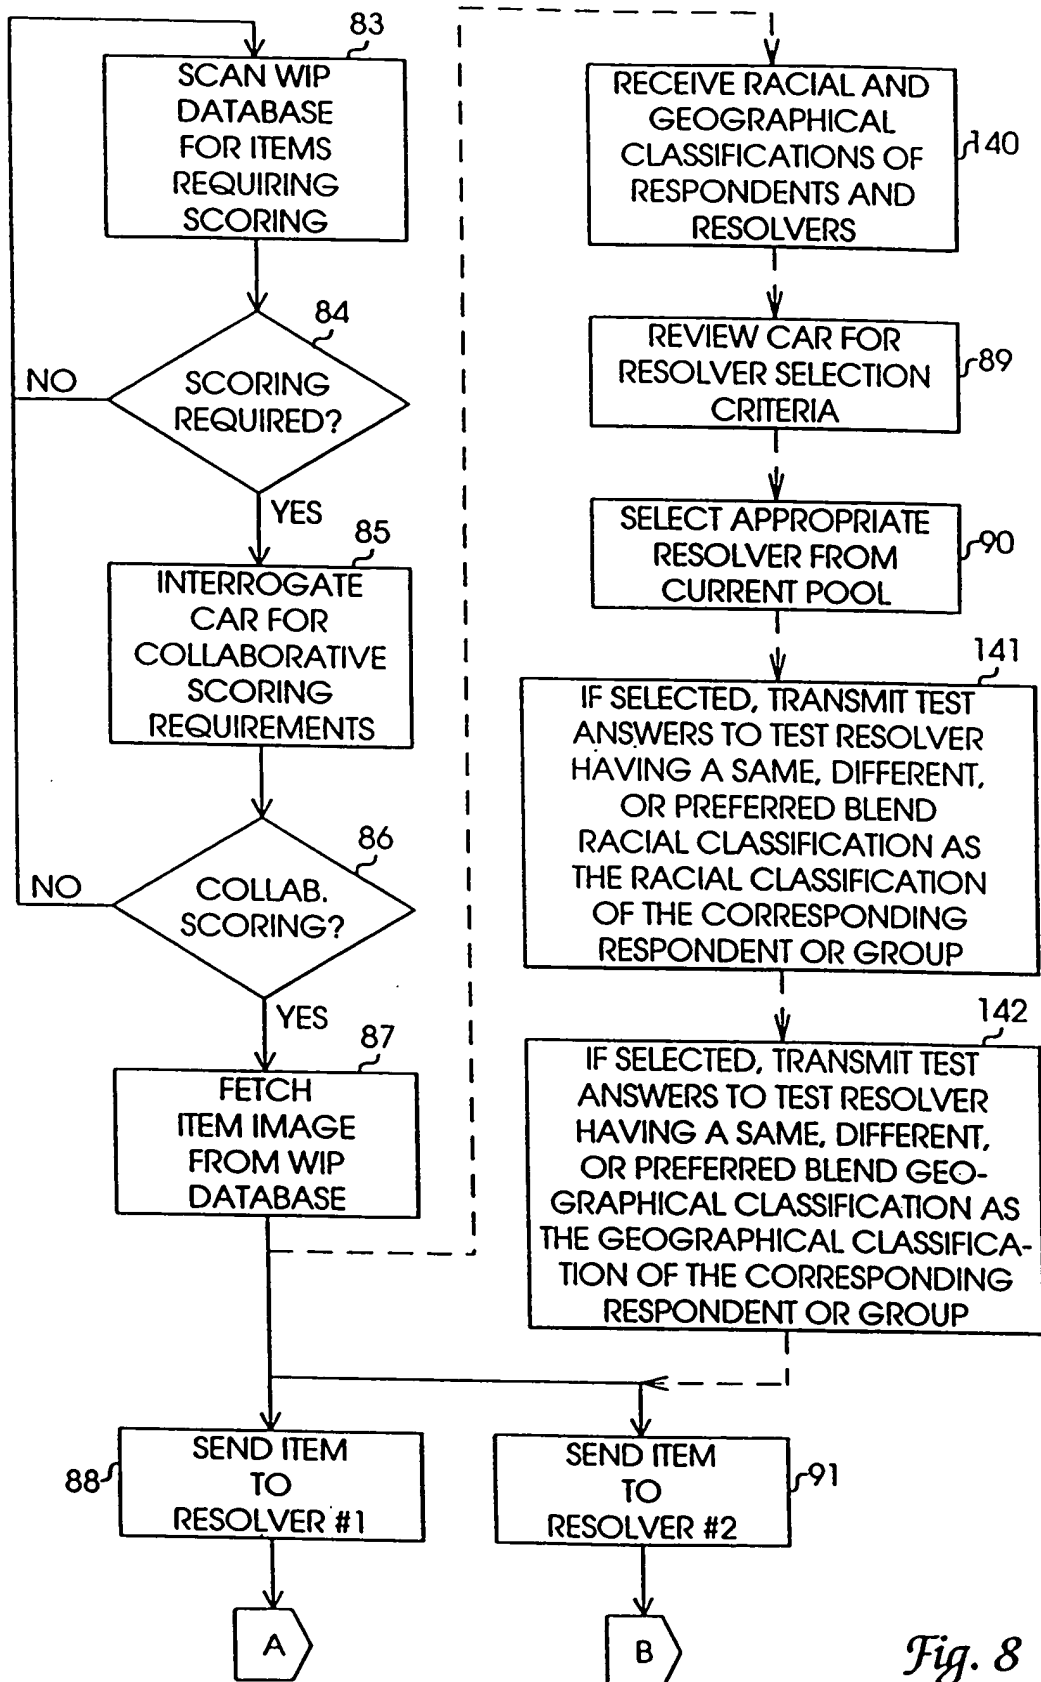 83
SCAN WIP
DATABASE
FOR ITEMS
REQUIRING
SCORING
84
NO
SCORING
REQUIRED?
YES
85
INTERROGATE
CAR FOR
COLLABORATIVE
SCORING
REQUIREMENTS
86
NO
COLLAB.
SCORING?
YES
87
FETCH
ITEM IMAGE
FROM WIP
DATABASE
88
SEND ITEM
TO
RESOLVER #1
A
RECEIVE RACIAL AND
GEOGRAPHICAL
CLASSIFICATIONS OF
RESPONDENTS AND
RESOLVERS
140
REVIEW CAR FOR
RESOLVER SELECTION
CRITERIA
89
SELECT APPROPRIATE
RESOLVER FROM
CURRENT POOL
90
141
IF SELECTED, TRANSMIT TEST
ANSWERS TO TEST RESOLVER
HAVING A SAME, DIFFERENT,
OR PREFERRED BLEND
RACIAL CLASSIFICATION AS
THE RACIAL CLASSIFICATION
OF THE CORRESPONDING
RESPONDENT OR GROUP
142
IF SELECTED, TRANSMIT TEST
ANSWERS TO TEST RESOLVER
HAVING A SAME, DIFFERENT,
OR PREFERRED BLEND GEO-
GRAPHICAL CLASSIFICATION AS
THE GEOGRAPHICAL CLASSIFICA-
TION OF THE CORRESPONDING
RESPONDENT OR GROUP
SEND ITEM
TO
RESOLVER #2
91
B
Fig. 8